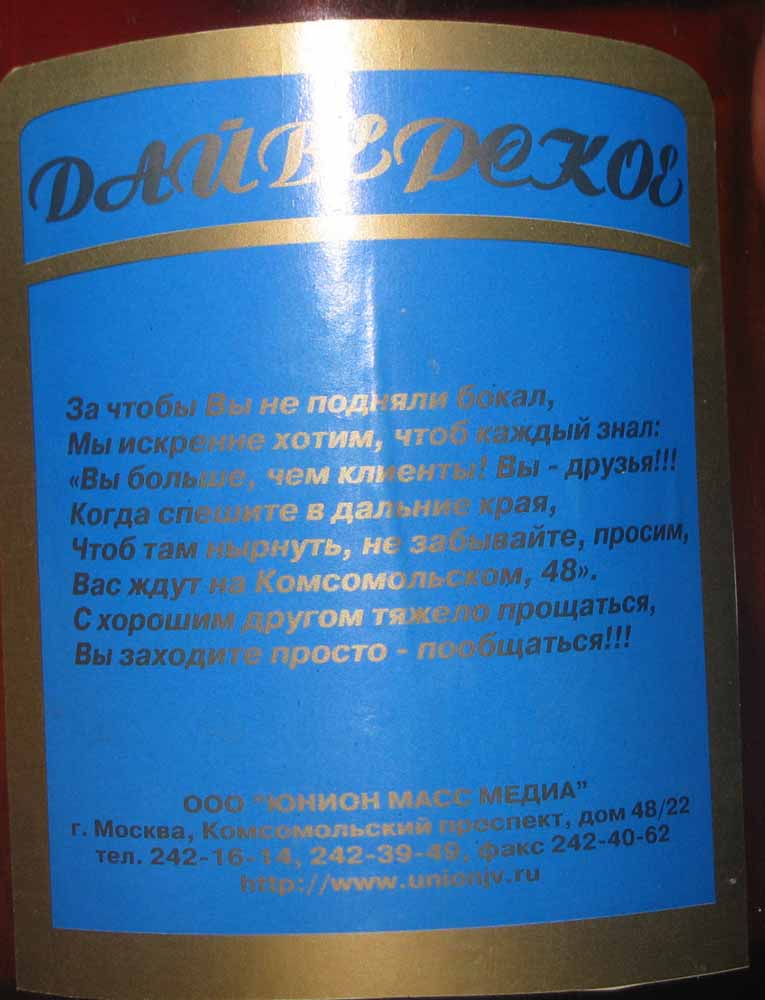 ДАЙВЕРСКОЕ
За чтобы Вы не подняли бокал,
Мы искренне хотим, чтоб каждый знал:
«Вы больше, чем клиенты! Вы - друзья!!!
Когда спешите в дальние края,
Чтоб там нырнуть, не забывайте, просим,
Вас ждут на Комсомольском, 48».
С хорошим другом тяжело прощаться,
Вы заходите просто - пообщаться!!!
ООО "ЮНИОН МАСС МЕДИА"
г. Москва, Комсомольский проспект, дом 48/22
тел. 242-16-14, 242-39-49, факс 242-40-62
http://www.unionjv.ru